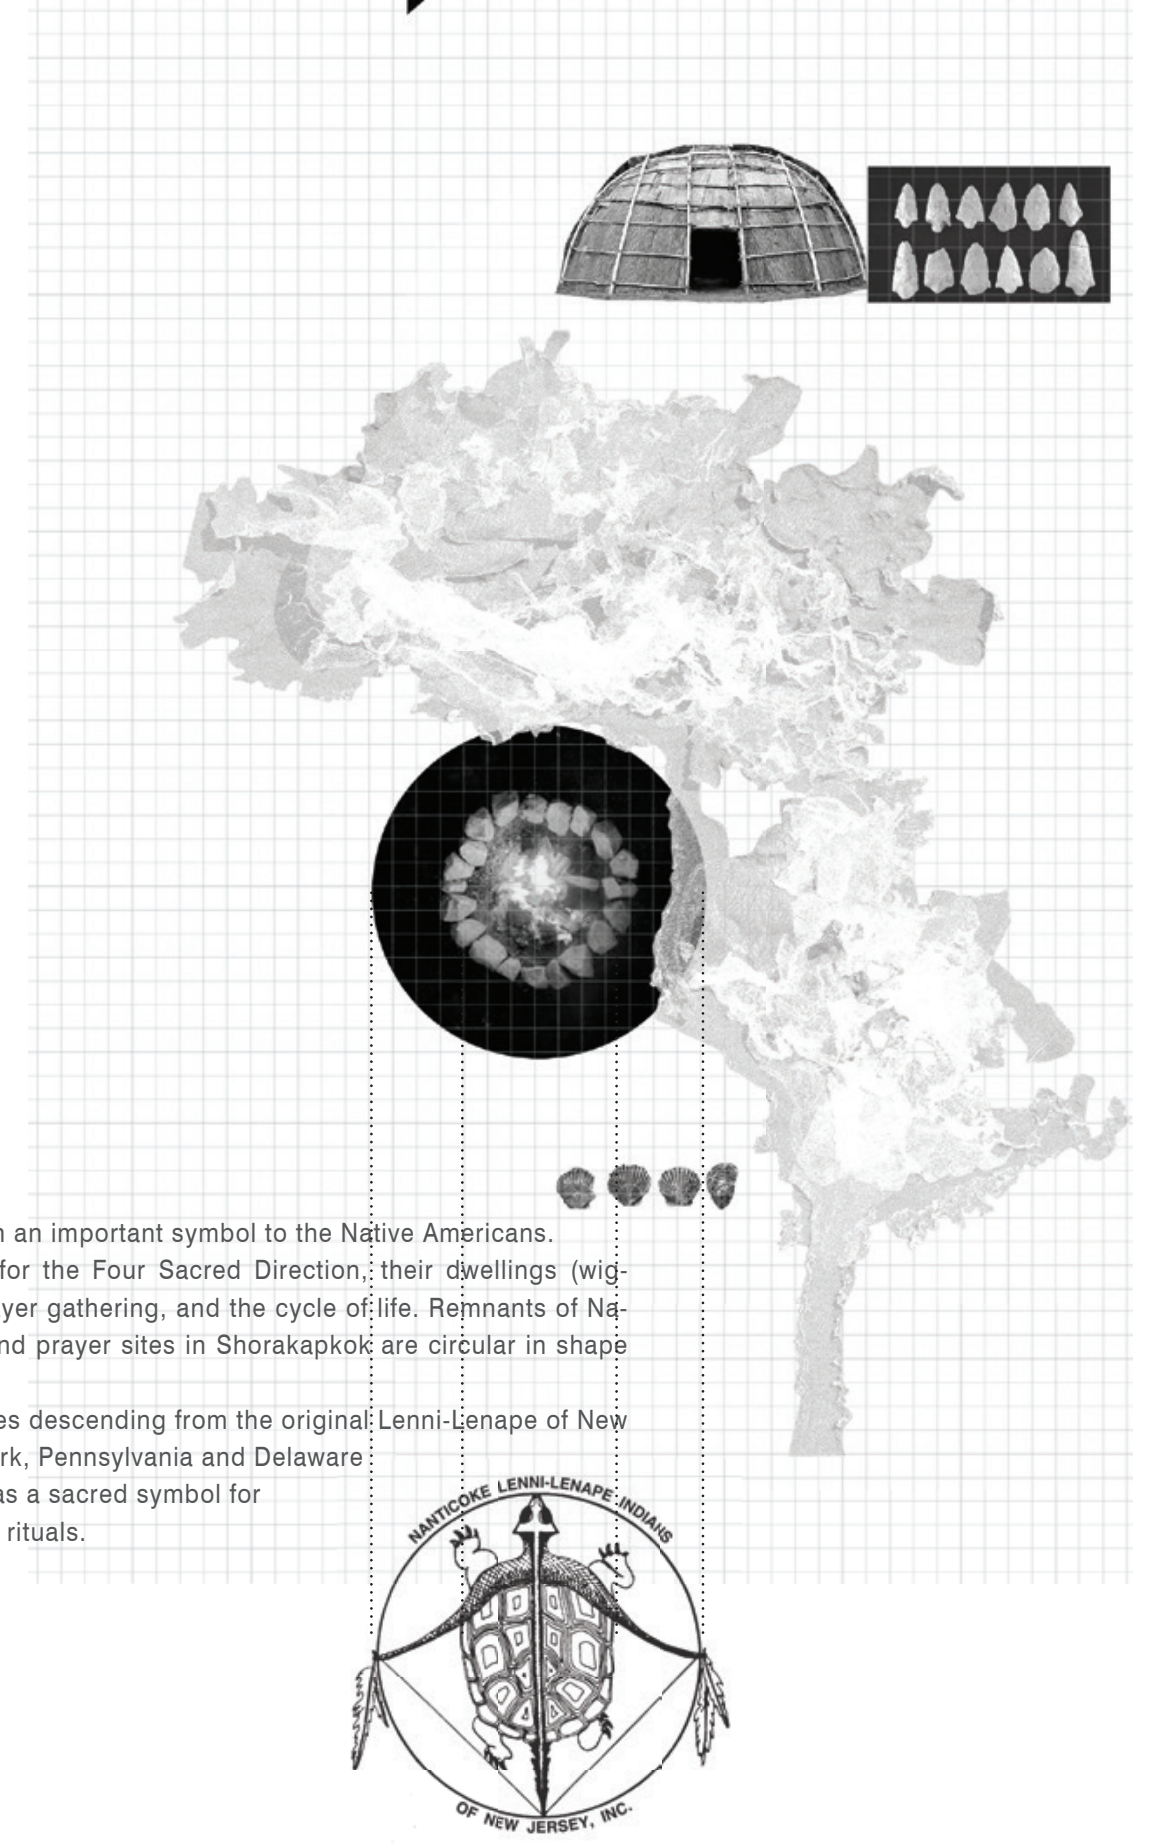 n an important symbol to the Native Americans.
for the Four Sacred Direction, their dwellings (wig-
yer gathering, and the cycle of life. Remnants of Na-
nd prayer sites in Shorakapkok are circular in shape
es descending from the original Lenni-Lenape of New
rk, Pennsylvania and Delaware
as a sacred symbol for
rituals.
NANTICOKE LENNI-LENAPE INDIANS
OF NEW JERSEY, INC.